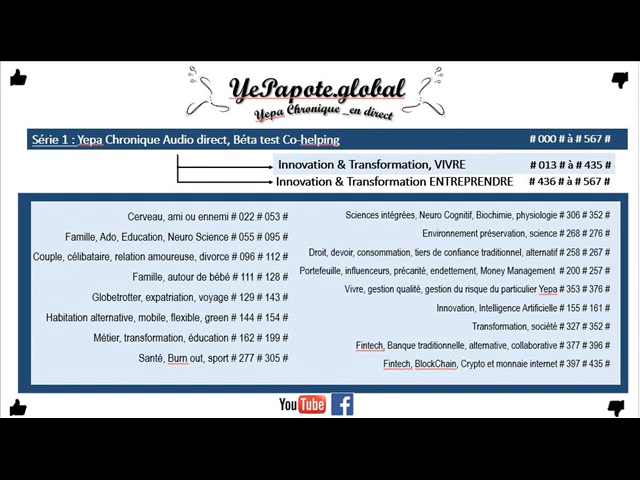 YePapote.global
Yepa Chronique _en direct
Série 1 : Yepa Chronique Audio direct, Béta test Co-helping # 000 # à # 567 #
Innovation & Transformation, VIVRE # 013 # à # 435 #
Innovation & Transformation ENTREPRENDRE # 436 # à # 567 #
Cerveau, ami ou ennemi # 022 # 053 #
Famille, Ado, Education, Neuro Science # 055 # 095 #
Couple, célibataire, relation amoureuse, divorce # 096 # 112 #
Famille, autour de bébé # 111 # 128 #
Globetrotter, expatriation, voyage # 129 # 143 #
Habitation alternative, mobile, flexible, green # 144 # 154 #
Métier, transformation, éducation # 162 # 199 #
Santé, Burn out, sport # 277 # 305 #
Sciences intégrées, Neuro Cognitif, Biochimie, physiologie # 306 # 352 #
Environnement préservation, science # 268 # 276 #
Droit, devoir, consommation, tiers de confiance traditionnel, alternatif # 258 # 267 #
Portefeuille, influenceurs, précarité, endettement, Money Management # 200 # 257 #
Vivre, gestion qualité, gestion du risque du particulier Yepa # 353 # 376 #
Innovation, Intelligence Artificielle # 155 # 161 #
Transformation, société # 327 # 352 #
Fintech, Banque traditionnelle, alternative, collaborative # 377 # 396 #
Fintech, BlockChain, Crypto et monnaie internet # 397 # 435 #
YouTube f